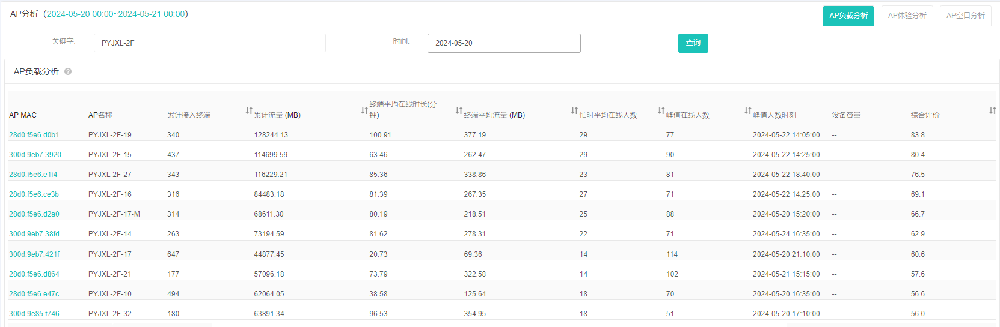 AP分析（2024-05-20 00:00~2024-05-21 00:00）
AP负载分析 AP体验分析 AP空口分析
关键字: PYJXL-2F 时间: 2024-05-20 查询
AP负载分析
AP MAC AP名称 累计接入终端 累计流量 (MB) 终端平均在线时长(分钟) 终端平均流量 (MB) 忙时平均在线人数 峰值在线人数 峰值人数时刻 设备容量 综合评价
28d0.f5e6.d0b1 PYJXL-2F-19 340 128244.13 100.91 377.19 29 77 2024-05-22 14:05:00 -- 83.8
300d.9eb7.3920 PYJXL-2F-15 437 114699.59 63.46 262.47 29 90 2024-05-22 14:25:00 -- 80.4
28d0.f5e6.e1f4 PYJXL-2F-27 343 116229.21 85.36 338.86 23 81 2024-05-22 18:40:00 -- 76.5
28d0.f5e6.ce3b PYJXL-2F-16 316 84483.18 81.39 267.35 27 71 2024-05-22 14:25:00 -- 69.1
28d0.f5e6.d2a0 PYJXL-2F-17-M 314 68611.30 80.19 218.51 25 88 2024-05-20 15:20:00 -- 66.7
300d.9eb7.38fd PYJXL-2F-14 263 73194.59 81.62 278.31 22 71 2024-05-24 16:35:00 -- 62.9
300d.9eb7.421f PYJXL-2F-17 647 44877.45 20.73 69.36 14 114 2024-05-20 21:10:00 -- 60.6
28d0.f5e6.d864 PYJXL-2F-21 177 57096.18 73.79 322.58 14 102 2024-05-21 15:15:00 -- 57.6
28d0.f5e6.e47c PYJXL-2F-10 494 62064.05 38.58 125.64 18 70 2024-05-20 16:35:00 -- 56.6
300d.9e85.f746 PYJXL-2F-32 180 63891.34 96.53 354.95 18 51 2024-05-20 17:10:00 -- 56.0